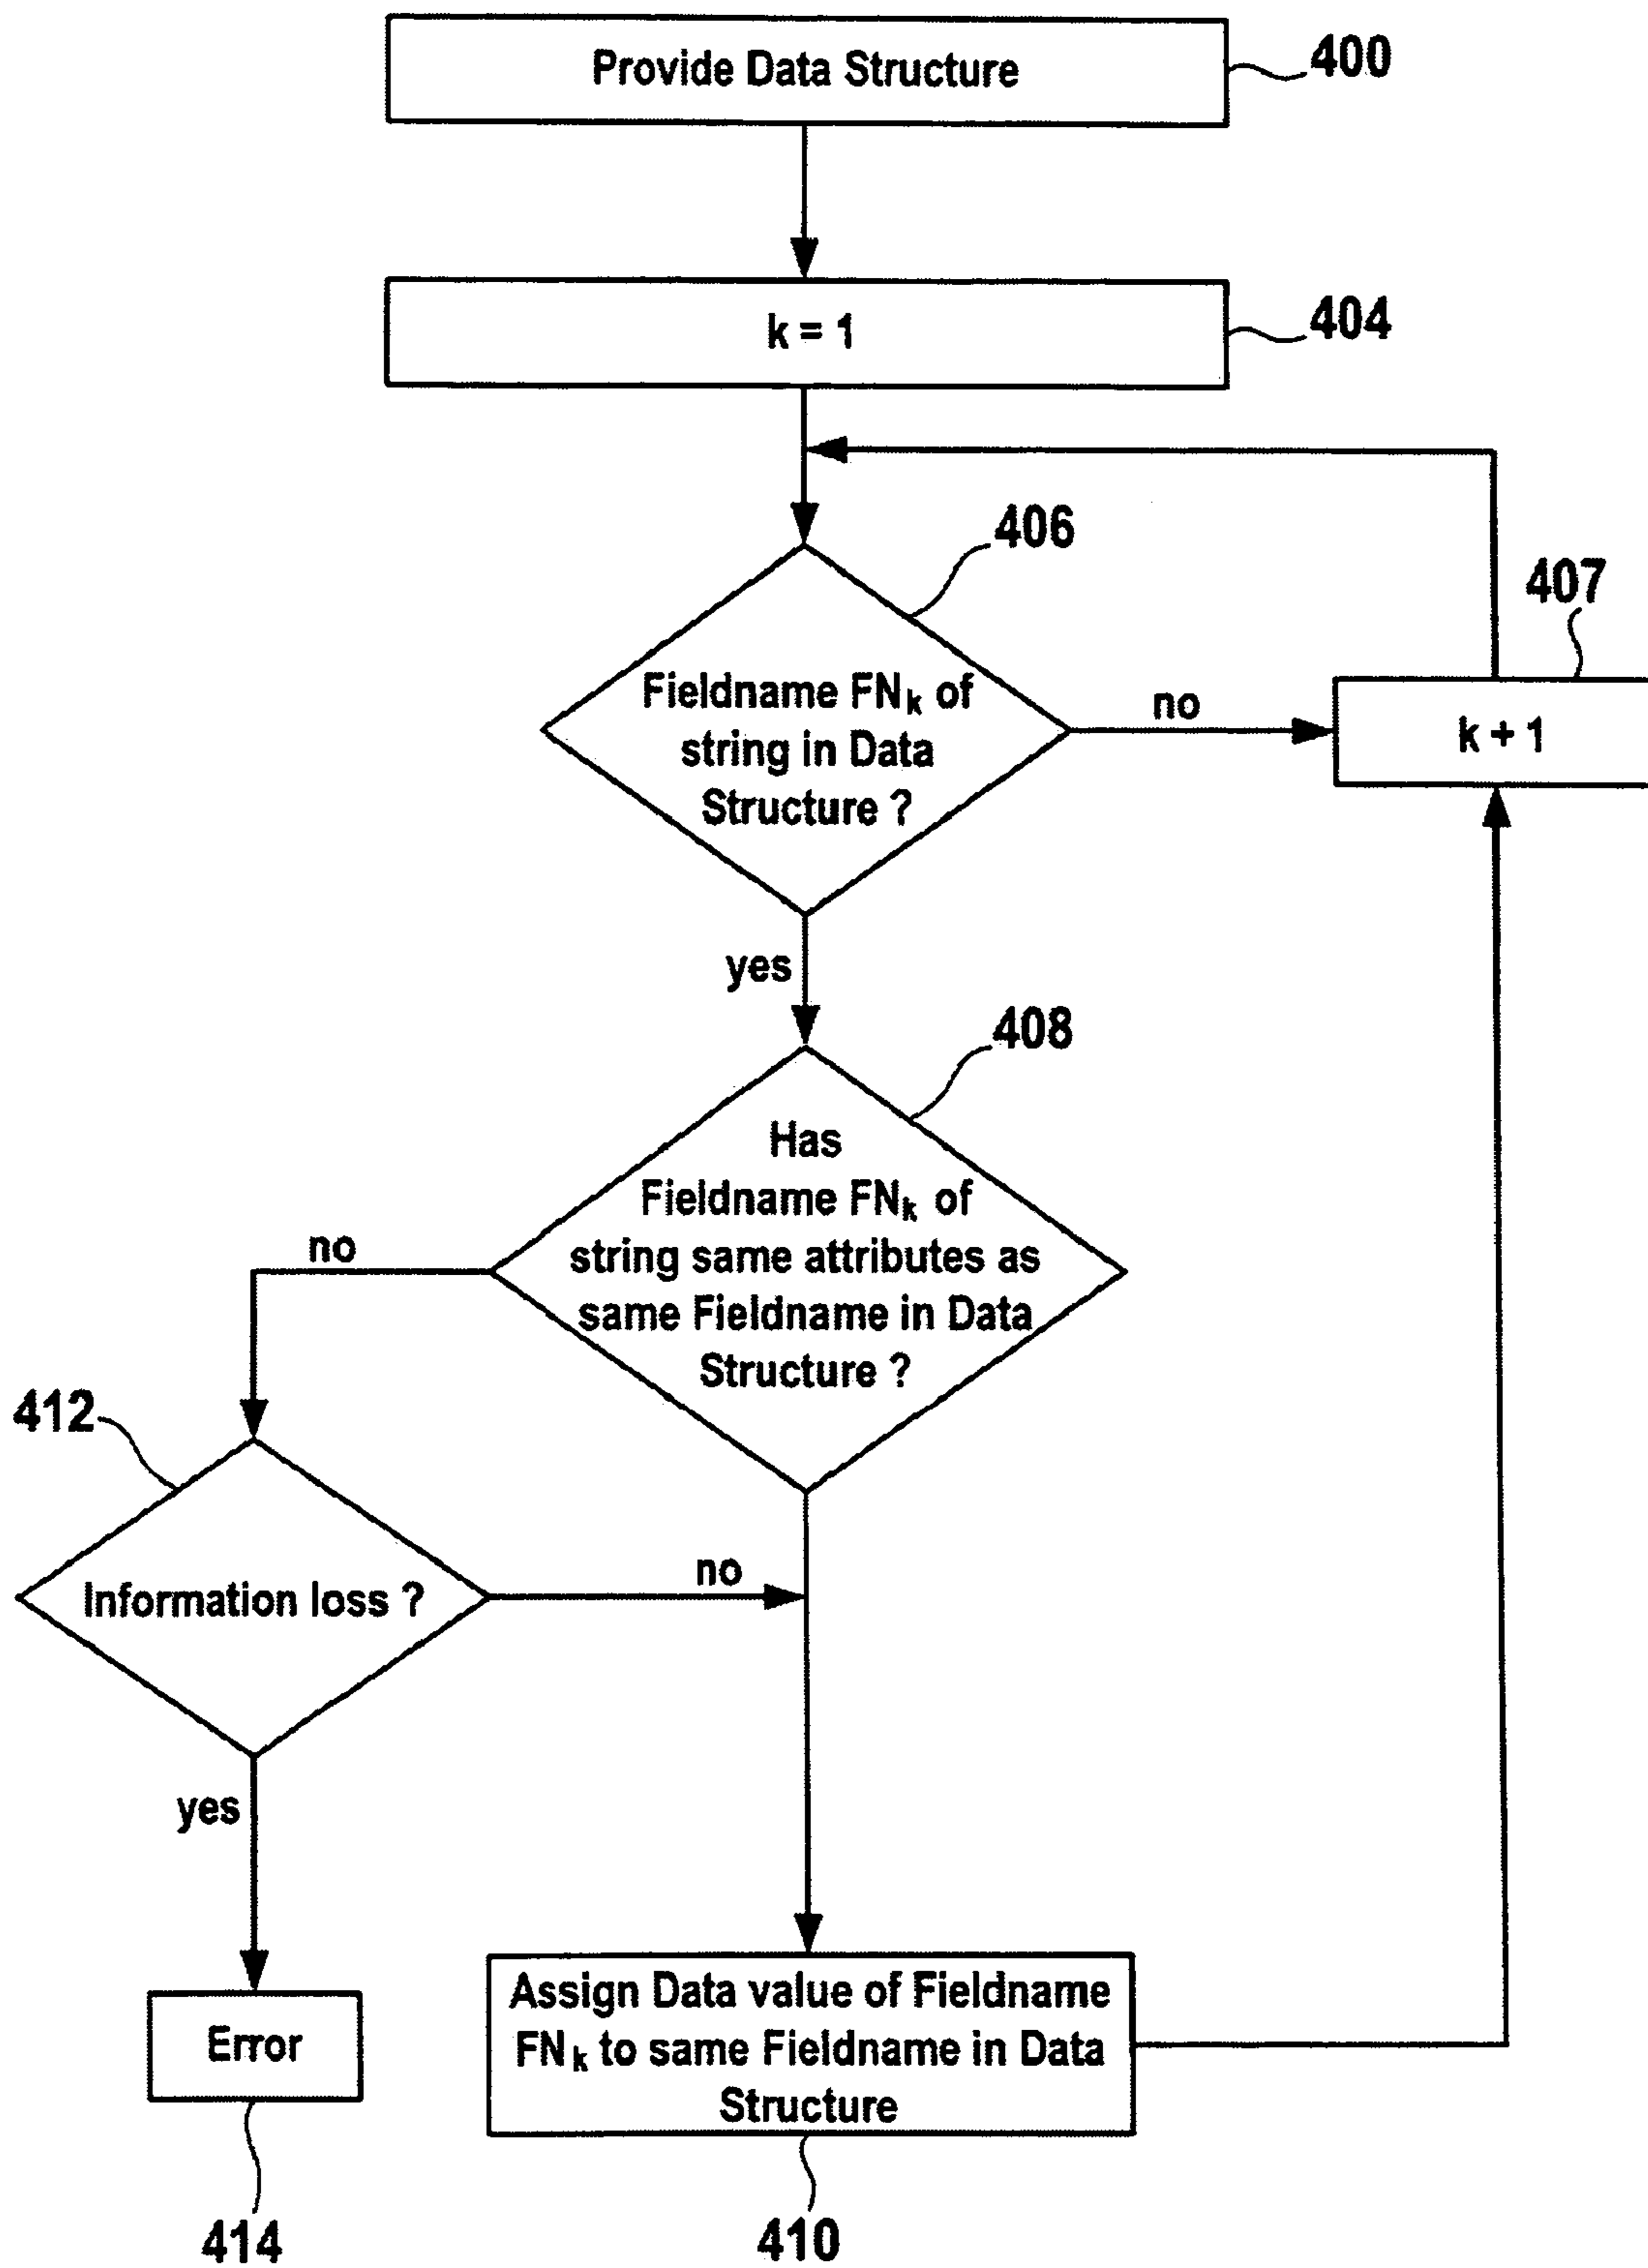 Provide Data Structure
400
k = 1
404
406
407
Fieldname FNk of
string in Data
Structure ?
no
k + 1
yes
408
Has
Fieldname FNk of
string same attributes as
same Fieldname in Data
Structure ?
no
412
Information loss ?
no
yes
Error
Assign Data value of Fieldname
FNk to same Fieldname in Data
Structure
414
410